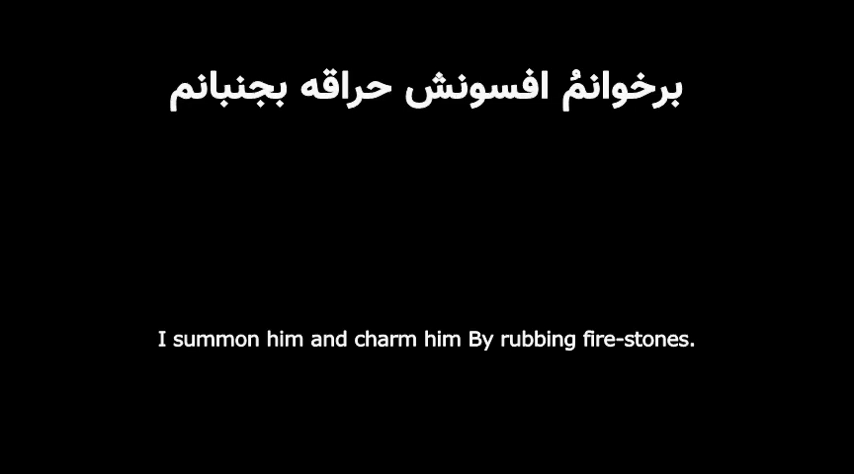 برخوانمُ افسونش حراقه بجنبانم
I summon him and charm him By rubbing fire-stones.